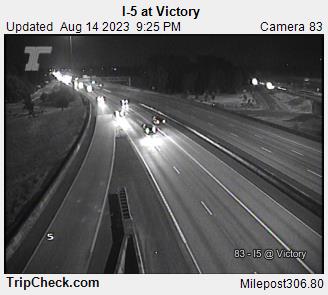 I-5 at Victory
Updated Aug 14 2023 9:25 PM Camera 83
T
S
83 - I5 @ Victory
TripCheck.com Milepost306.80